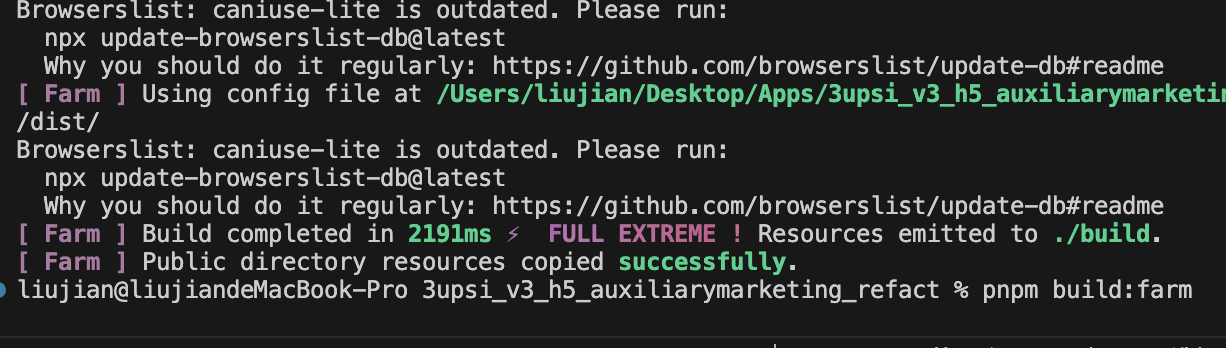 Browserslist: caniuse-lite is outdated. Please run:
  npx update-browserslist-db@latest
  Why you should do it regularly: https://github.com/browserslist/update-db#readme
[ Farm ] Using config file at /Users/liujian/Desktop/Apps/3upsi_v3_h5_auxiliarymarketin
/dist/
Browserslist: caniuse-lite is outdated. Please run:
  npx update-browserslist-db@latest
  Why you should do it regularly: https://github.com/browserslist/update-db#readme
[ Farm ] Build completed in 2191ms ⚡ FULL EXTREME ! Resources emitted to ./build.
[ Farm ] Public directory resources copied successfully.
liujian@liujiandeMacBook-Pro 3upsi_v3_h5_auxiliarymarketing_refact % pnpm build:farm